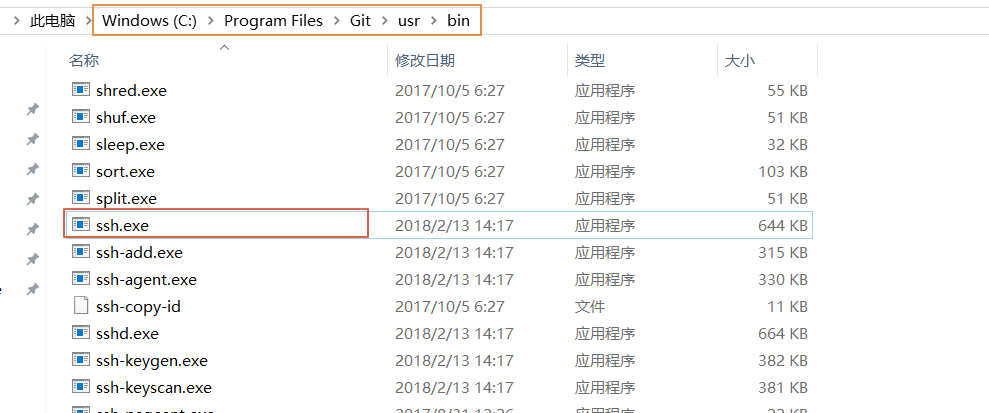 此电脑 > Windows (C:) > Program Files > Git > usr > bin
名称 修改日期 类型 大小
shred.exe 2017/10/5 6:27 应用程序 55 KB
shuf.exe 2017/10/5 6:27 应用程序 51 KB
sleep.exe 2017/10/5 6:27 应用程序 32 KB
sort.exe 2017/10/5 6:27 应用程序 103 KB
split.exe 2017/10/5 6:27 应用程序 51 KB
ssh.exe 2018/2/13 14:17 应用程序 644 KB
ssh-add.exe 2018/2/13 14:17 应用程序 315 KB
ssh-agent.exe 2018/2/13 14:17 应用程序 330 KB
ssh-copy-id 2017/10/5 6:27 文件 11 KB
sshd.exe 2018/2/13 14:17 应用程序 664 KB
ssh-keygen.exe 2018/2/13 14:17 应用程序 382 KB
ssh-keyscan.exe 2018/2/13 14:17 应用程序 381 KB